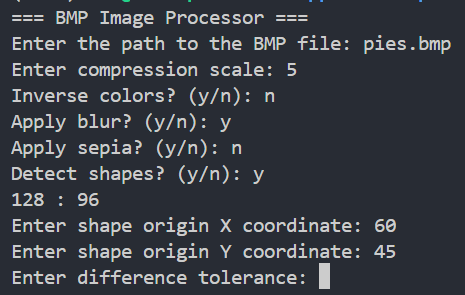 === BMP Image Processor ===
Enter the path to the BMP file: pies.bmp
Enter compression scale: 5
Inverse colors? (y/n): n
Apply blur? (y/n): y
Apply sepia? (y/n): n
Detect shapes? (y/n): y
128 : 96
Enter shape origin X coordinate: 60
Enter shape origin Y coordinate: 45
Enter difference tolerance: